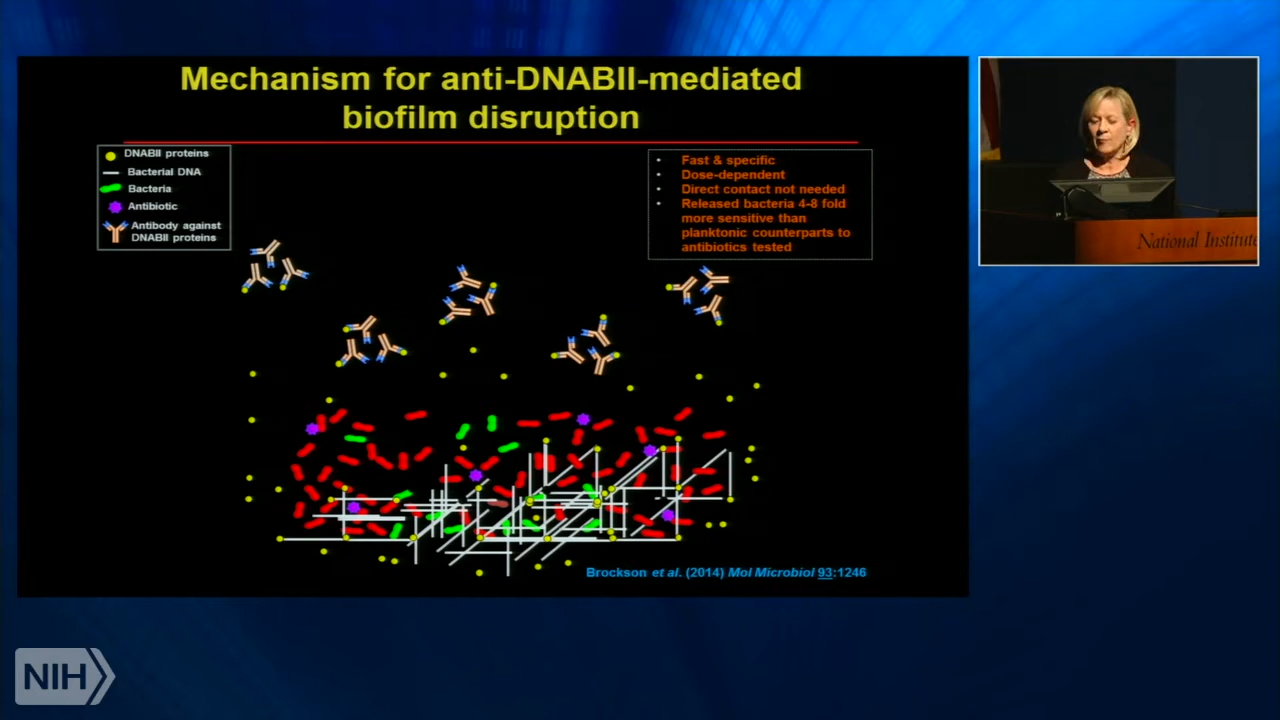 Mechanism for anti-DNABII-mediated
biofilm disruption
DNABII proteins
Bacterial DNA
Bacteria
Antibiotic
Antibody against
DNABII proteins
• Fast & specific
• Dose-dependent
• Direct contact not needed
• Released bacteria 4-8 fold
more sensitive than
planktonic counterparts to
antibiotics tested
Brockson et al. (2014) Mol Microbiol 93:1246
National Institute
NIH